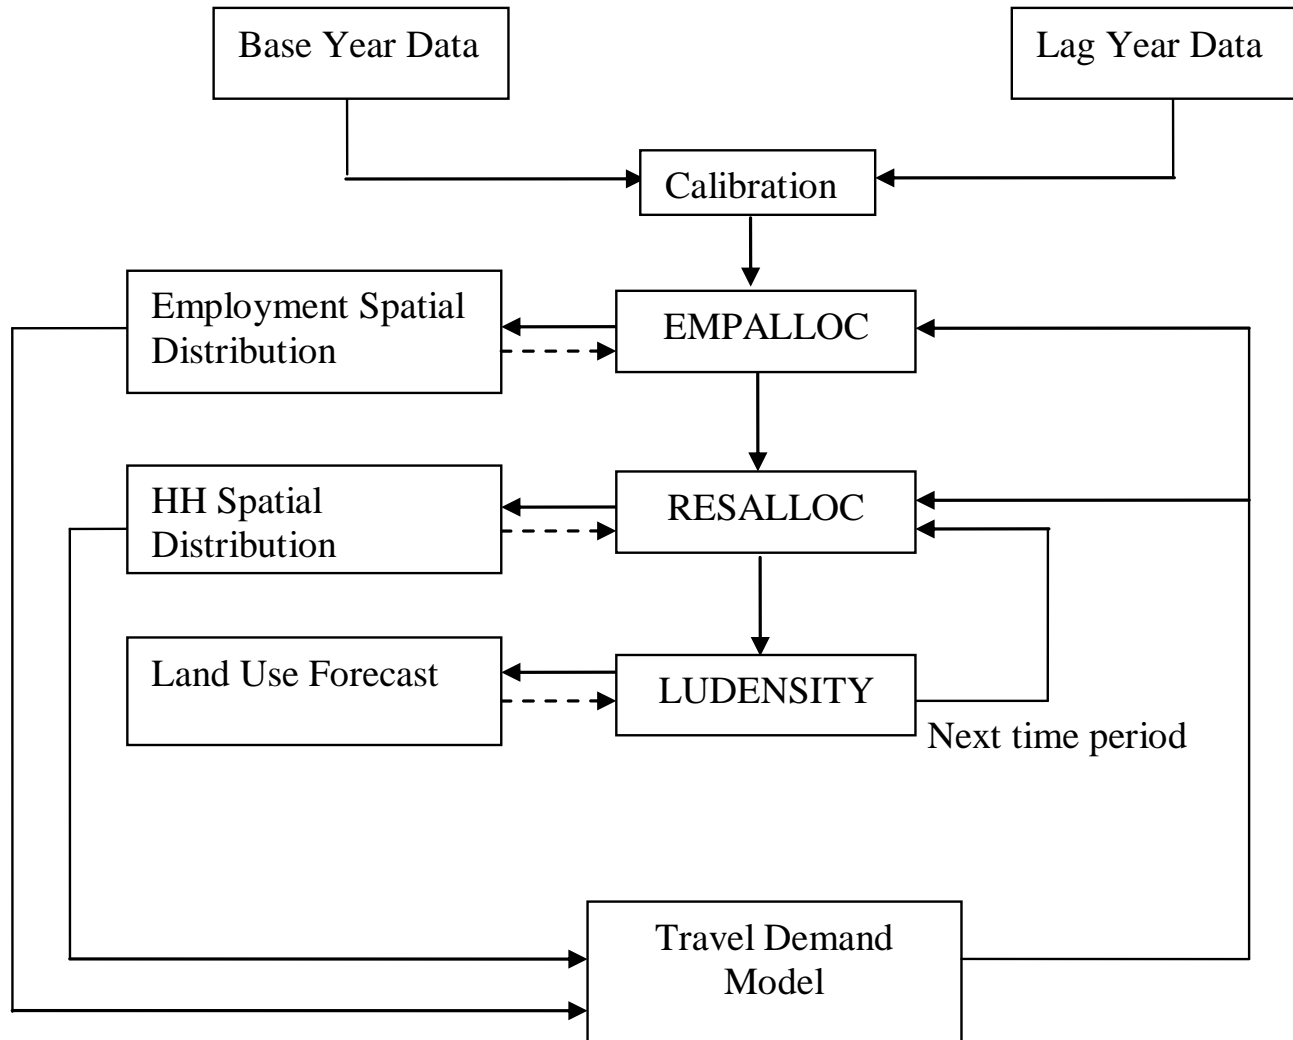 Base Year Data
Lag Year Data
Calibration
Employment Spatial
Distribution
EMPALLOC
HH Spatial
Distribution
RESALLOC
Land Use Forecast
LUDENSITY
Next time period
Travel Demand
Model